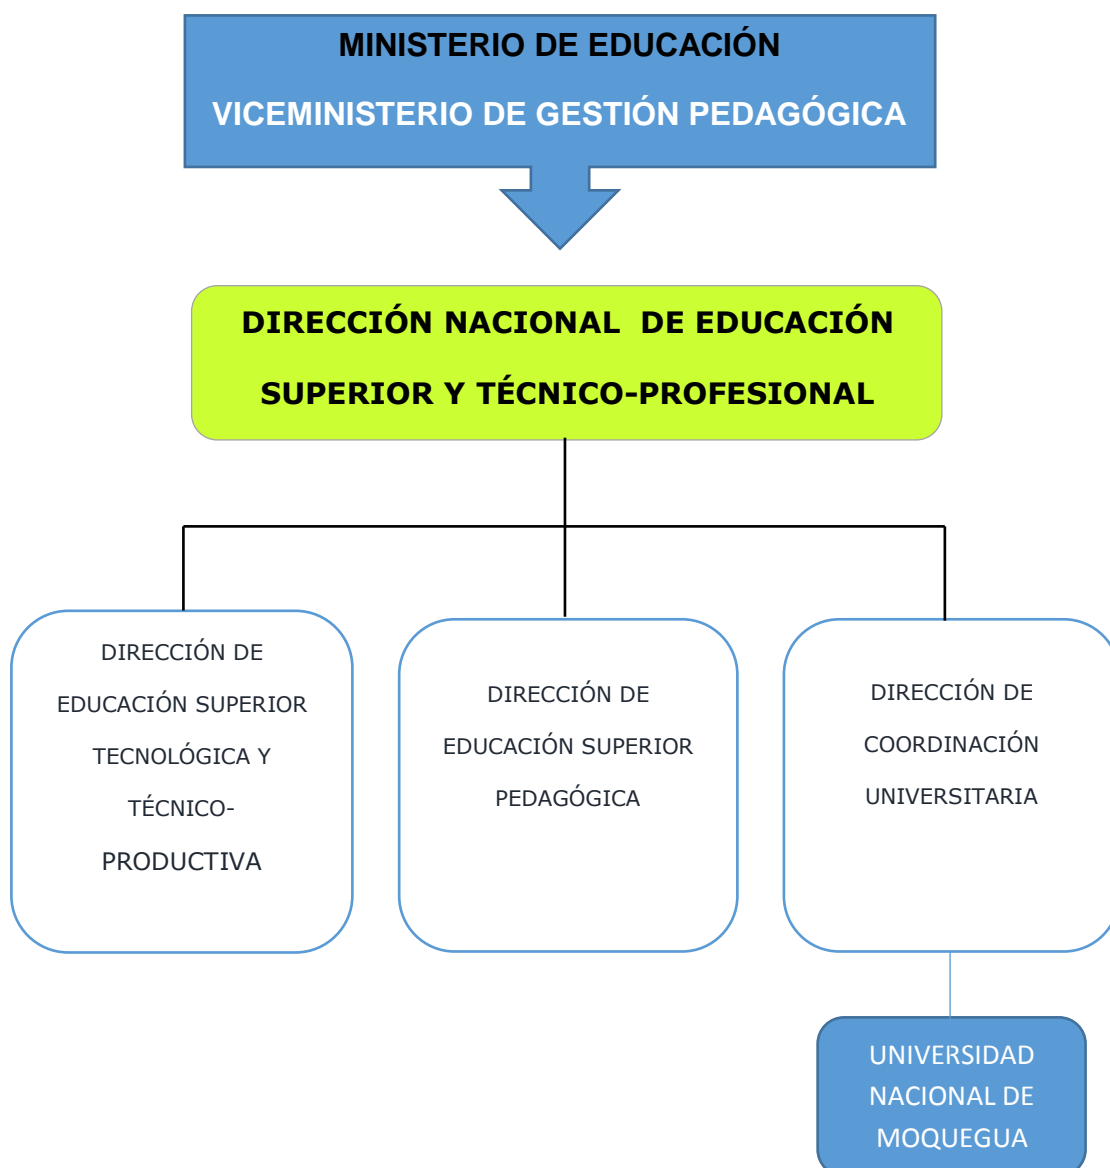 MINISTERIO DE EDUCACIÓN
VICEMINISTERIO DE GESTIÓN PEDAGÓGICA
DIRECCIÓN NACIONAL DE EDUCACIÓN
SUPERIOR Y TÉCNICO-PROFESIONAL
DIRECCIÓN DE
EDUCACIÓN SUPERIOR
TECNOLÓGICA Y
TÉCNICO-
PRODUCTIVA
DIRECCIÓN DE
EDUCACIÓN SUPERIOR
PEDAGÓGICA
DIRECCIÓN DE
COORDINACIÓN
UNIVERSITARIA
UNIVERSIDAD
NACIONAL DE
MOQUEGUA